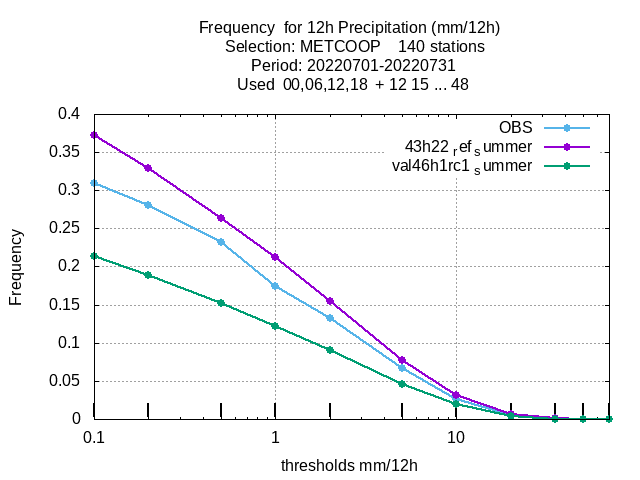 Frequency  for 12h Precipitation (mm/12h)
Selection: METCOOP    140 stations
Period: 20220701-20220731
Used  00,06,12,18  + 12 15 ... 48
OBS
43h22 ref summer
val46h1rc1 summer
0.4
0.35
0.3
0.25
0.2
0.15
0.1
0.05
0
Frequency
0.1 1 10
thresholds mm/12h